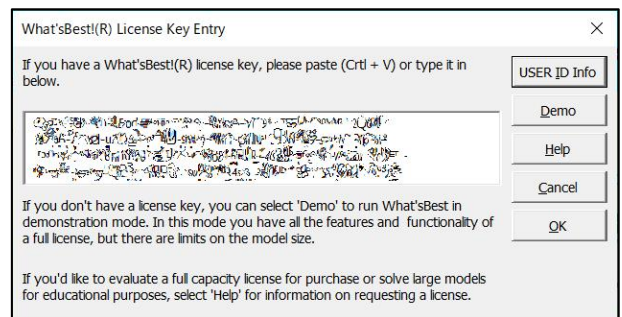 What'sBest!(R) License Key Entry
If you have a What'sBest!(R) license key, please paste (Crtl + V) or type it in
below.
USER ID Info
Demo
Help
Cancel
OK
If you don't have a license key, you can select 'Demo' to run What'sBest in
demonstration mode. In this mode you have all the features and functionality of
a full license, but there are limits on the model size.
If you'd like to evaluate a full capacity license for purchase or solve large models
for educational purposes, select 'Help' for information on requesting a license.